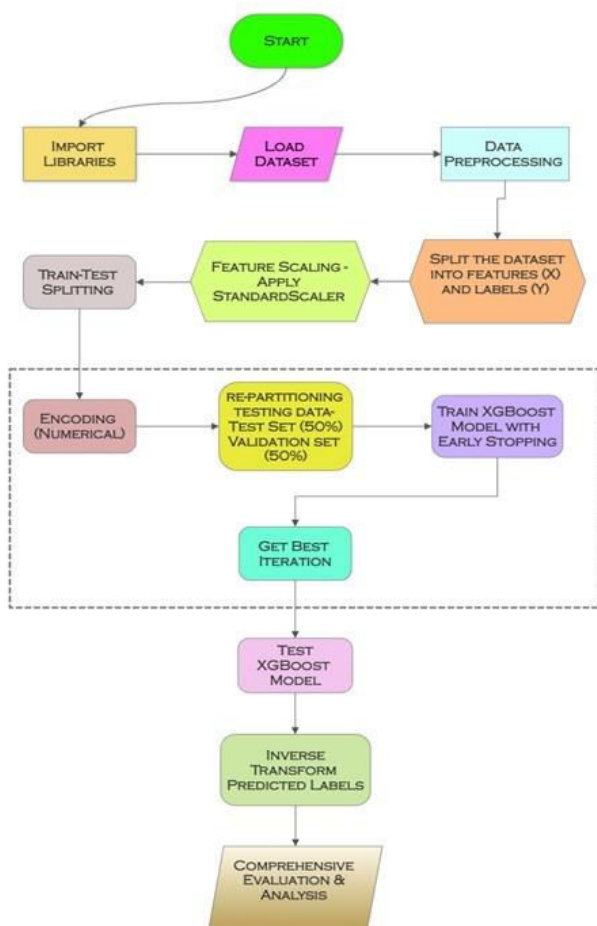 START
IMPORT
LIBRARIES
LOAD
DATASET
DATA
PREPROCESSING
SPLIT THE DATASET
INTO FEATURES (X)
AND LABELS (Y)
FEATURE SCALING -
APPLY
STANDARDSCALER
TRAIN-TEST
SPLITTING
ENCODING
(NUMERICAL)
RE-PARTITIONING
TESTING DATA-
TEST SET (50%)
VALIDATION SET
(50%)
TRAIN XGBOOST
MODEL WITH
EARLY STOPPING
GET BEST
ITERATION
TEST
XGBOOST
MODEL
INVERSE
TRANSFORM
PREDICTED LABELS
COMPREHENSIVE
EVALUATION &
ANALYSIS